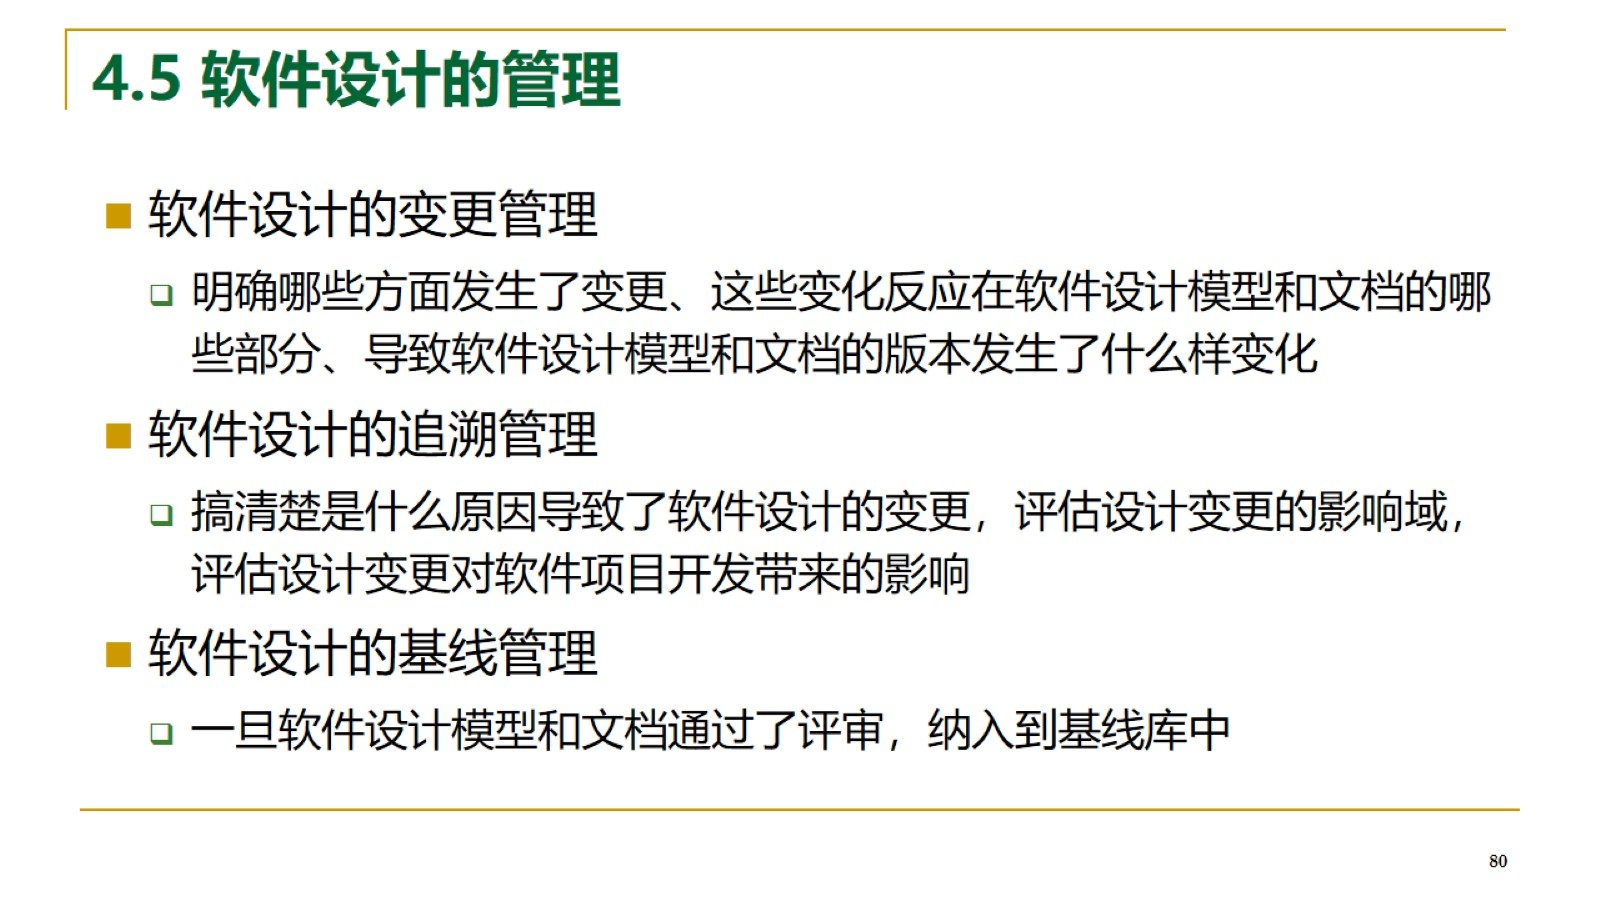 4.5 软件设计的管理
软件设计的变更管理
明确哪些方面发生了变更、这些变化反应在软件设计模型和文档的哪
些部分、导致软件设计模型和文档的版本发生了什么样变化
软件设计的追溯管理
搞清楚是什么原因导致了软件设计的变更，评估设计变更的影响域，
评估设计变更对软件项目开发带来的影响
软件设计的基线管理
一旦软件设计模型和文档通过了评审，纳入到基线库中
80